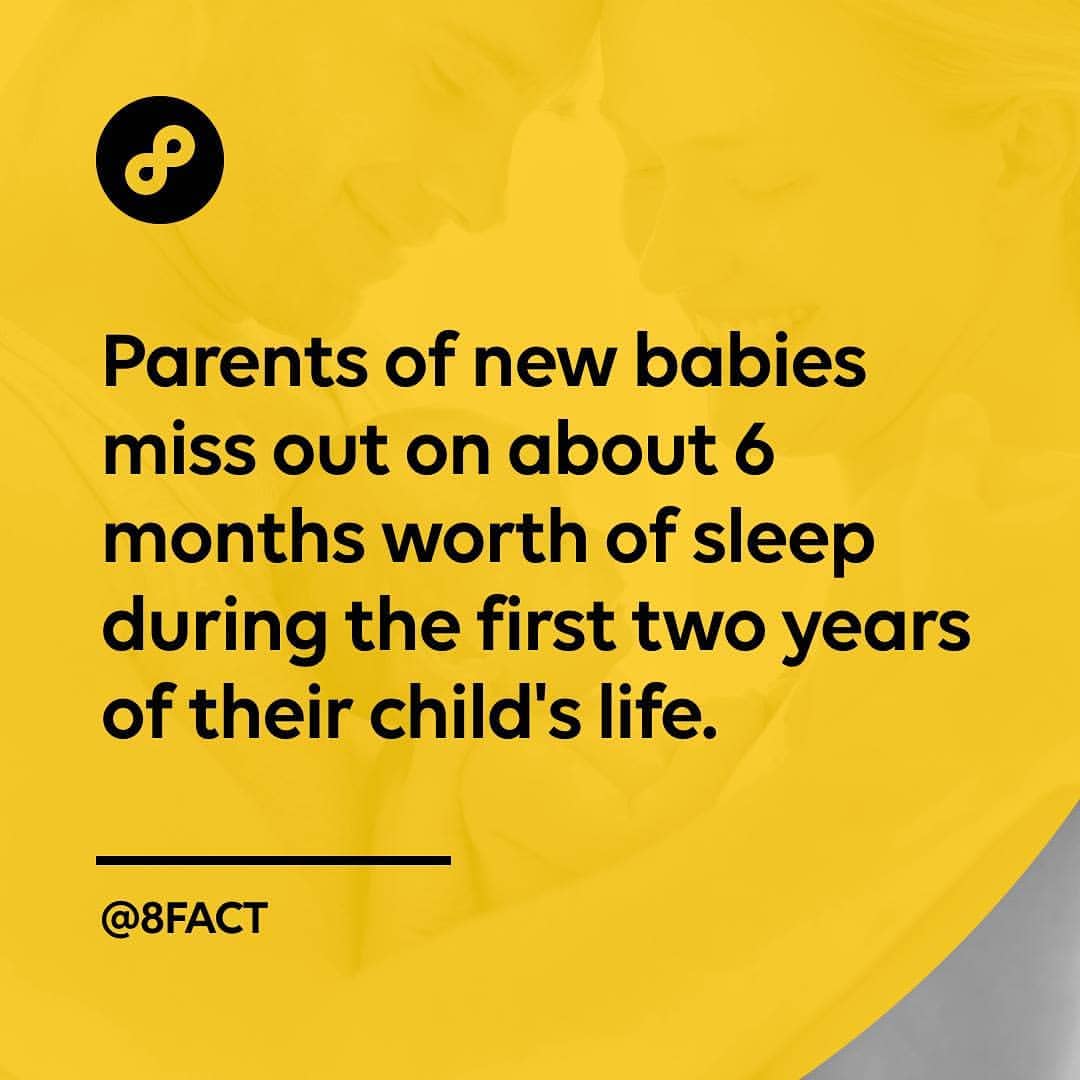 Parents of new babies
miss out on about 6
months worth of sleep
during the first two years
of their child's life.
@8FACT